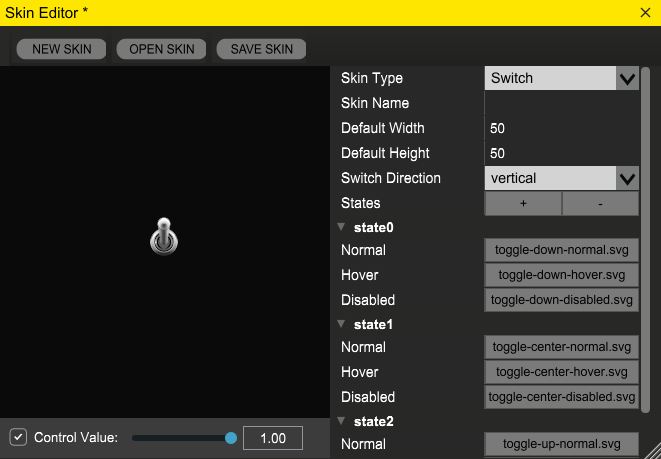 Skin Editor *
NEW SKIN OPEN SKIN SAVE SKIN
Skin Type Switch
Skin Name
Default Width 50
Default Height 50
Switch Direction vertical
States + -
state0
Normal toggle-down-normal.svg
Hover toggle-down-hover.svg
Disabled toggle-down-disabled.svg
state1
Normal toggle-center-normal.svg
Hover toggle-center-hover.svg
Disabled toggle-center-disabled.svg
state2
Normal toggle-up-normal.svg
Control Value: 1.00